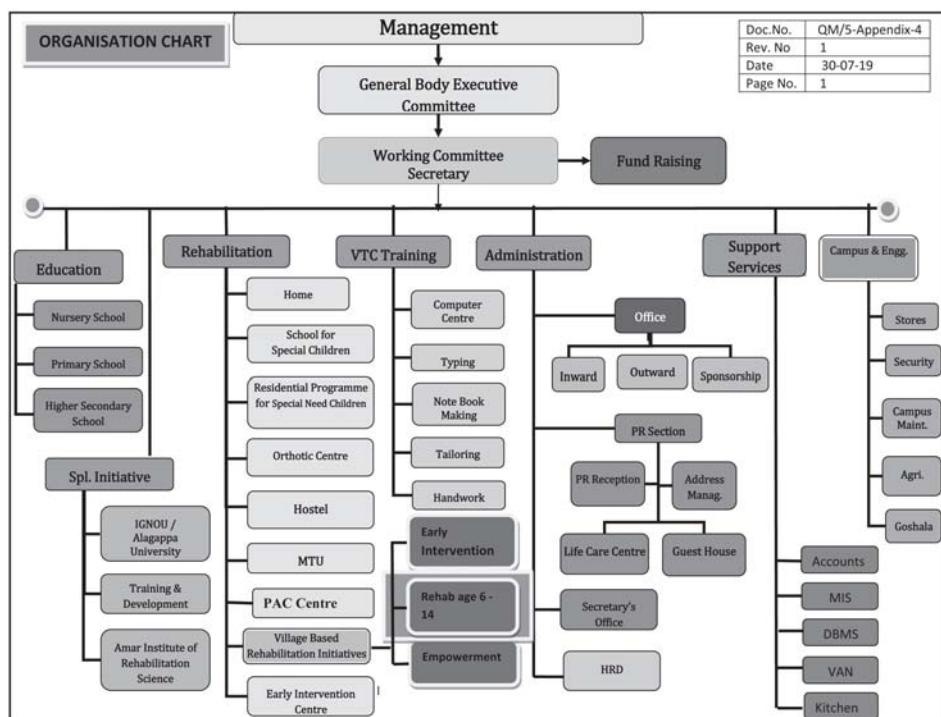 ORGANISATION CHART
Management
Doc.No. QM/5-Appendix-4
Rev. No 1
Date 30-07-19
Page No. 1
General Body Executive
Committee
Working Committee
Secretary
Fund Raising
Education
Nursery School
Primary School
Higher Secondary
School
Spl. Initiative
IGNOU /
Alagappa
University
Training &
Development
Amar Institute of
Rehabilitation
Science
Rehabilitation
Home
School for
Special Children
Residential Programme
for Special Need Children
Orthotic Centre
Hostel
MTU
PAC Centre
Village Based
Rehabilitation Initiatives
Early Intervention
Centre
Early
Intervention
Rehab age 6 -
14
Empowerment
VTC Training
Computer
Centre
Typing
Note Book
Making
Tailoring
Handwork
Administration
Office
Inward
Outward
Sponsorship
PR Section
PR Reception
Address
Manag.
Life Care Centre
Guest House
Secretary's
Office
HRD
Support
Services
Accounts
MIS
DBMS
VAN
Kitchen
Campus & Engg.
Stores
Security
Campus
Maint.
Agri.
Goshala